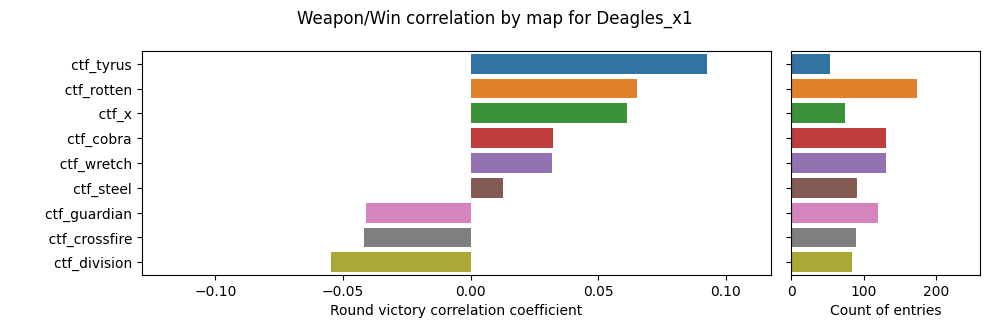 Weapon/Win correlation by map for Deagles_x1
ctf_tyrus
ctf_rotten
ctf_x
ctf_cobra
ctf_wretch
ctf_steel
ctf_guardian
ctf_crossfire
ctf_division
−0.10 −0.05 0.00 0.05 0.10
Round victory correlation coefficient
0 100 200
Count of entries